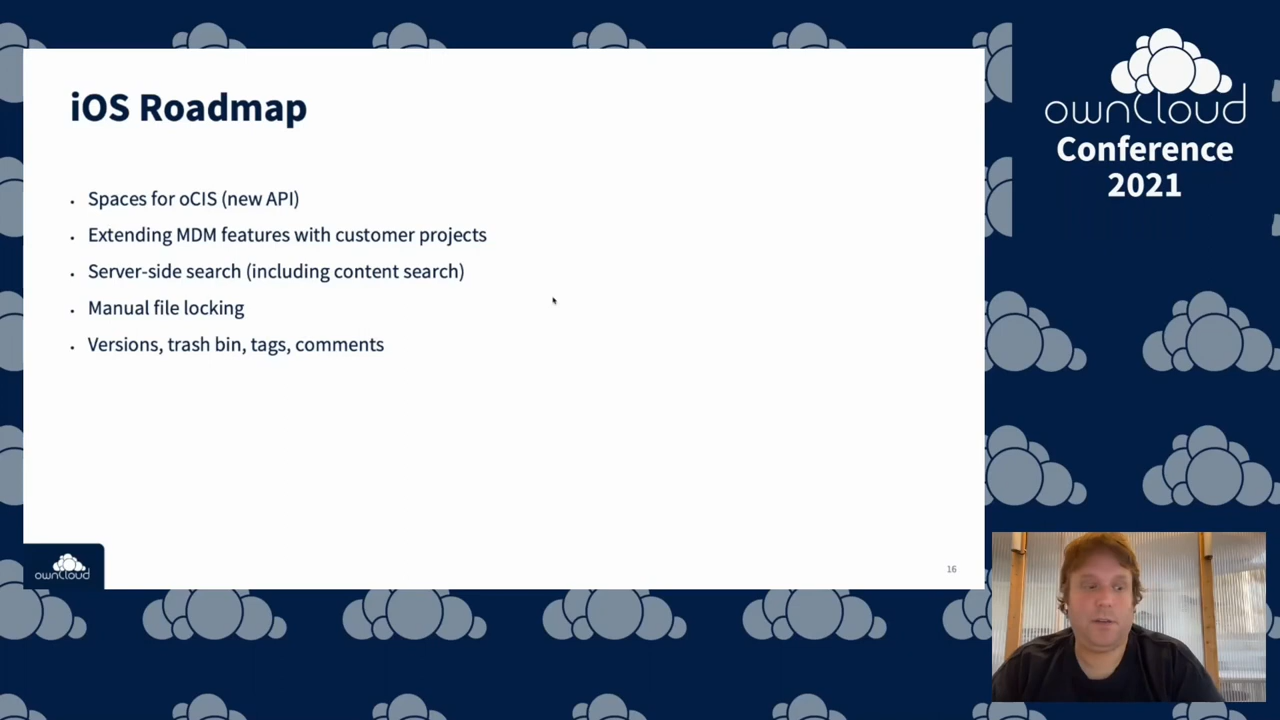 iOS Roadmap
• Spaces for oCIS (new API)
• Extending MDM features with customer projects
• Server-side search (including content search)
• Manual file locking
• Versions, trash bin, tags, comments
ownCloud
16
ownCloud
Conference
2021